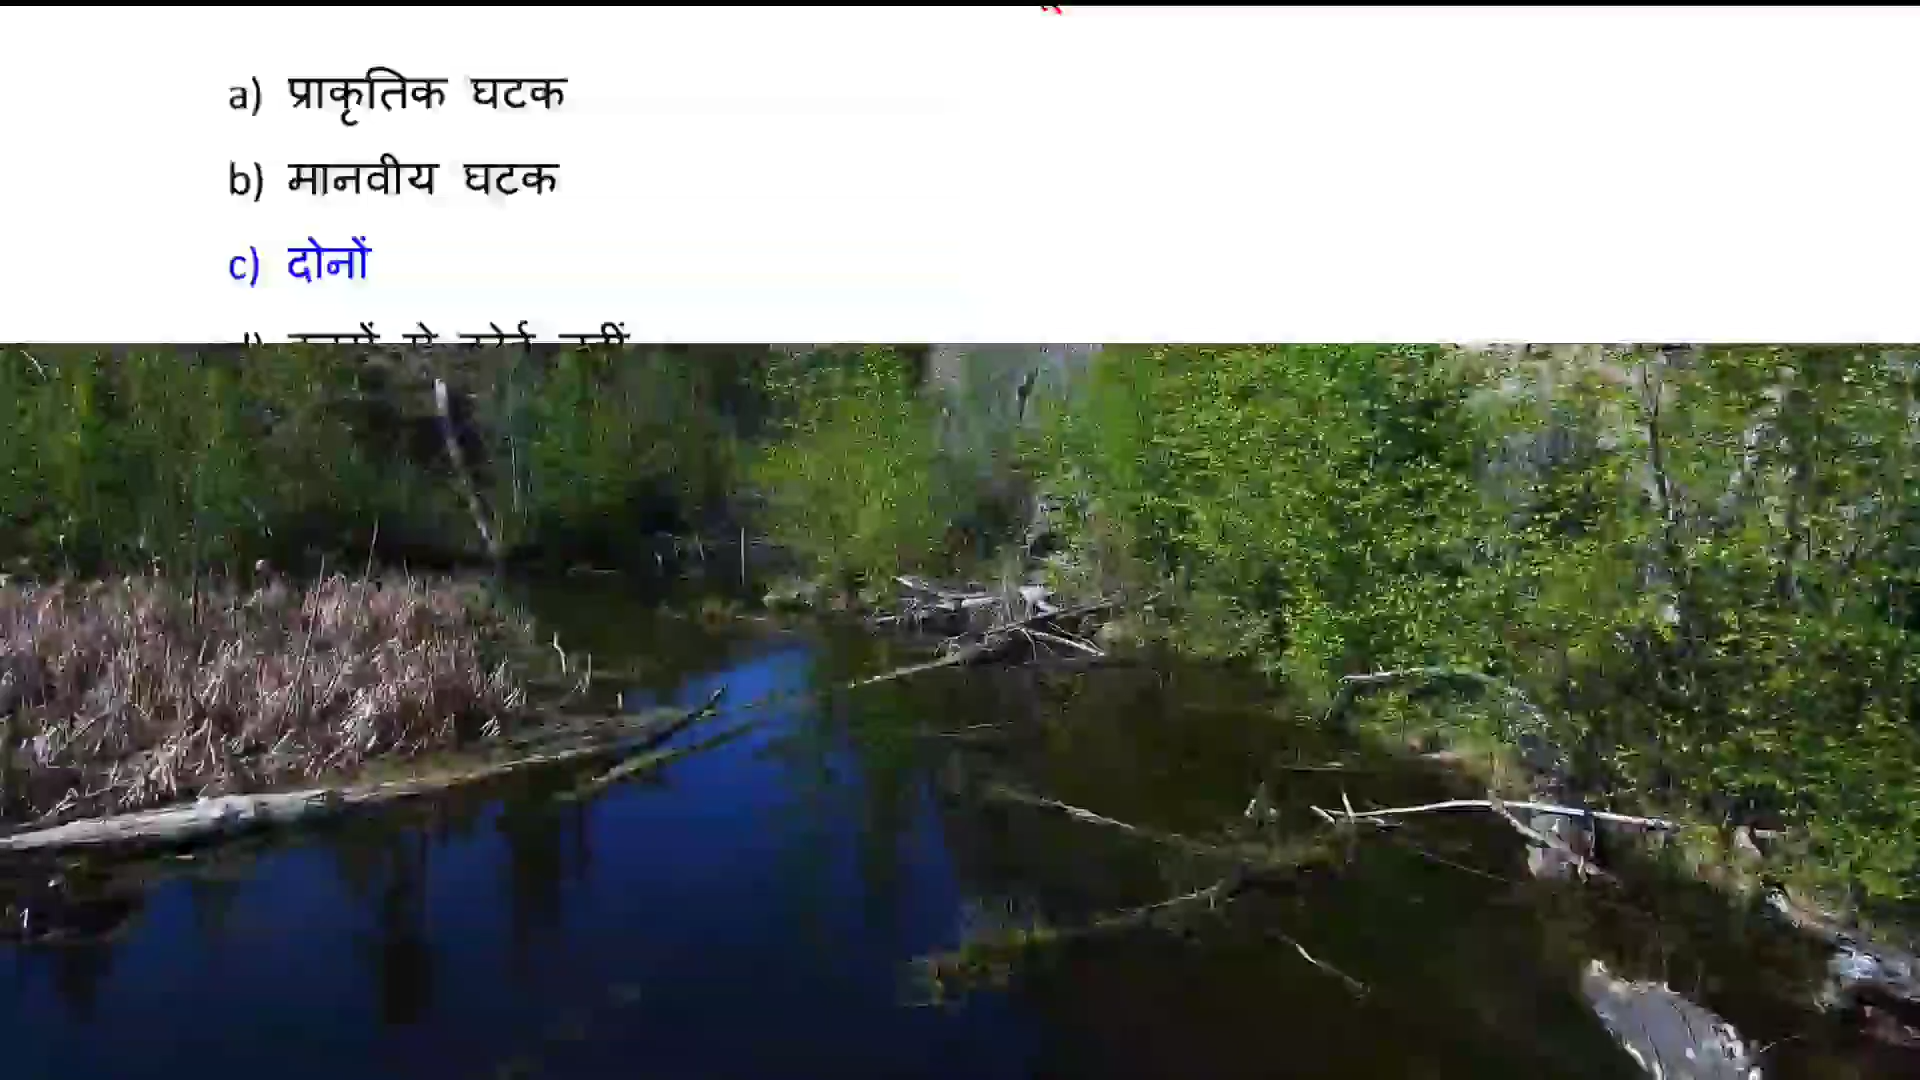 a) प्राकृतिक घटक
b) मानवीय घटक
c) दोनों